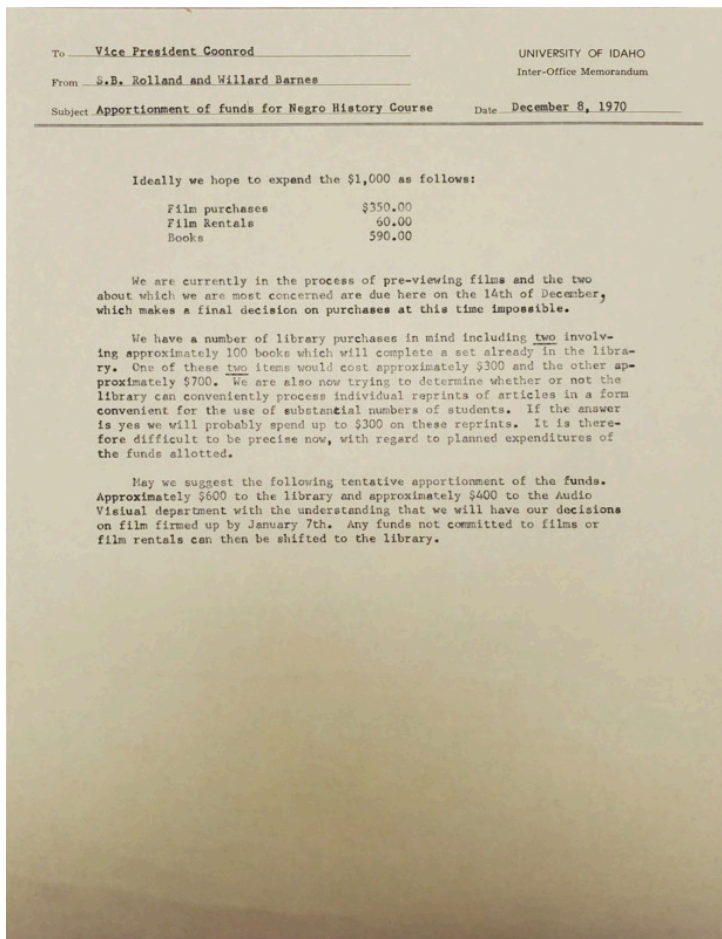 To Vice President Coonrod
UNIVERSITY OF IDAHO
Inter-Office Memorandum
From S.B. Rolland and Willard Barnes
Subject Apportionment of funds for Negro History Course Date December 8, 1970
Ideally we hope to expand the $1,000 as follows:
Film purchases $350.00
Film Rentals 60.00
Books 590.00
We are currently in the process of pre-viewing films and the two
about which we are most concerned are due here on the 14th of December,
which makes a final decision on purchases at this time impossible.
We have a number of library purchases in mind including two involv-
ing approximately 100 books which will complete a set already in the libra-
ry. One of these two items would cost approximately $300 and the other ap-
proximately $700. We are also now trying to determine whether or not the
library can conveniently process individual reprints of articles in a form
convenient for the use of substantial numbers of students. If the answer
is yes we will probably spend up to $300 on these reprints. It is there-
fore difficult to be precise now, with regard to planned expenditures of
the funds allotted.
May we suggest the following tentative apportionment of the funds.
Approximately $600 to the library and approximately $400 to the Audio
Visiual department with the understanding that we will have our decisions
on film firmed up by January 7th. Any funds not committed to films or
film rentals can then be shifted to the library.